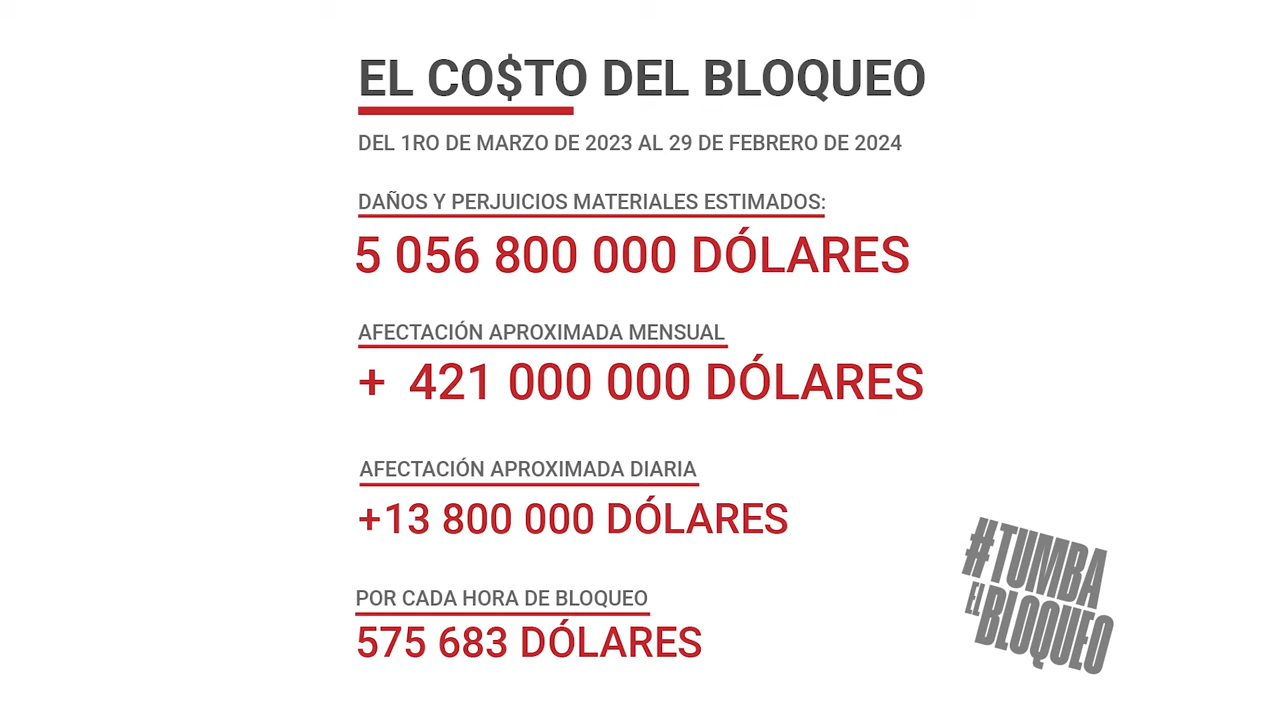 EL CO$TO DEL BLOQUEO
DEL 1RO DE MARZO DE 2023 AL 29 DE FEBRERO DE 2024
DAÑOS Y PERJUICIOS MATERIALES ESTIMADOS:
5 056 800 000 DÓLARES
AFECTACIÓN APROXIMADA MENSUAL
+ 421 000 000 DÓLARES
AFECTACIÓN APROXIMADA DIARIA
+13 800 000 DÓLARES
POR CADA HORA DE BLOQUEO
575 683 DÓLARES
#TUMBA
EL BLOQUEO